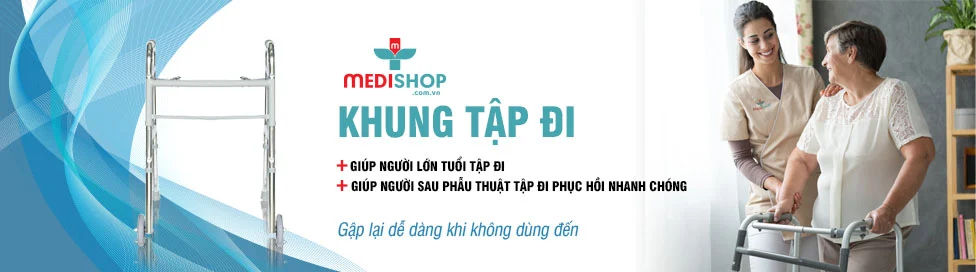 m
MEDISHOP
.com.vn
KHUNG TẬP ĐI
+ GIÚP NGƯỜI LỚN TUỔI TẬP ĐI
+ GIÚP NGƯỜI SAU PHẪU THUẬT TẬP ĐI PHỤC HỒI NHANH CHÓNG
Gập lại dễ dàng khi không dùng đến
MEDISHOP